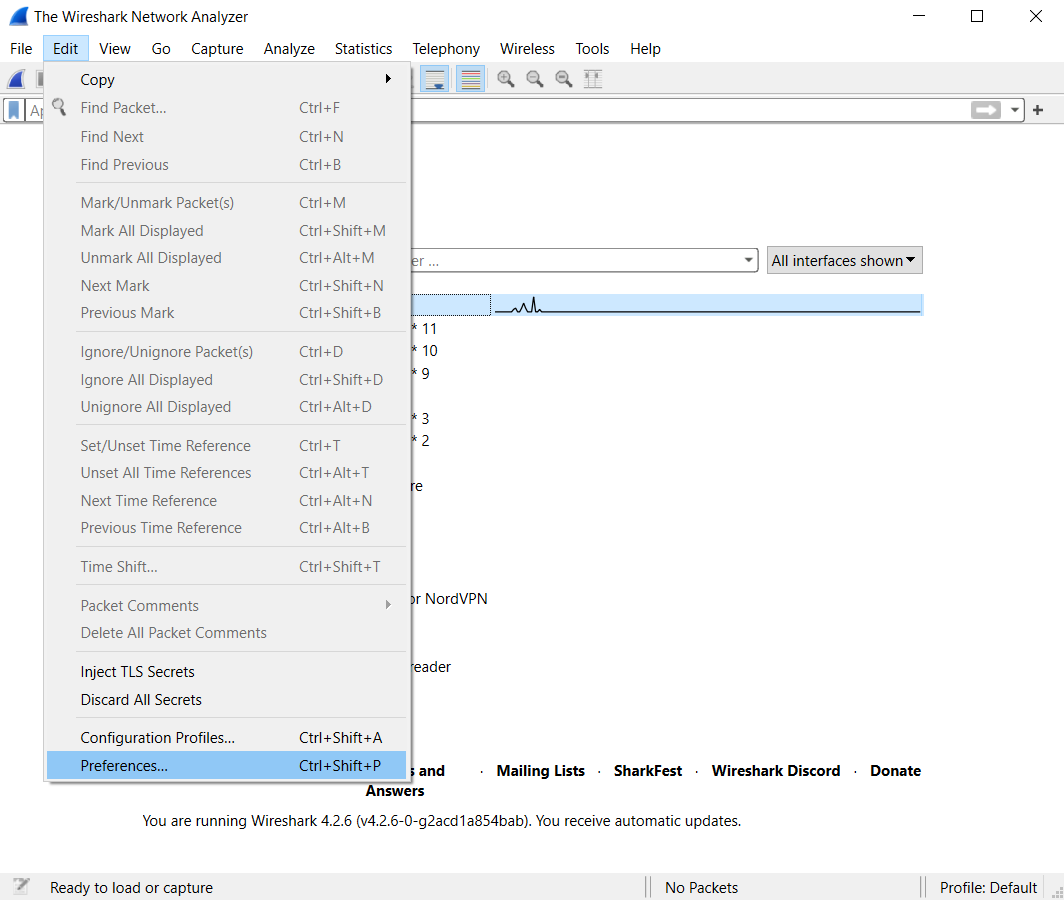 The Wireshark Network Analyzer
File Edit View Go Capture Analyze Statistics Telephony Wireless Tools Help
Copy
Find Packet... Ctrl+F
Find Next Ctrl+N
Find Previous Ctrl+B
Mark/Unmark Packet(s) Ctrl+M
Mark All Displayed Ctrl+Shift+M
Unmark All Displayed Ctrl+Alt+M
Next Mark Ctrl+Shift+N
Previous Mark Ctrl+Shift+B
Ignore/Unignore Packet(s) Ctrl+D
Ignore All Displayed Ctrl+Shift+D
Unignore All Displayed Ctrl+Alt+D
Set/Unset Time Reference Ctrl+T
Unset All Time References Ctrl+Alt+T
Next Time Reference Ctrl+Alt+N
Previous Time Reference Ctrl+Alt+B
Time Shift... Ctrl+Shift+T
Packet Comments
Delete All Packet Comments
Inject TLS Secrets
Discard All Secrets
Configuration Profiles... Ctrl+Shift+A
Preferences... Ctrl+Shift+P
All interfaces shown
* 11
* 10
* 9
* 3
* 2
NordVPN
reader
and · Mailing Lists · SharkFest · Wireshark Discord · Donate
Answers
You are running Wireshark 4.2.6 (v4.2.6-0-g2acd1a854bab). You receive automatic updates.
Ready to load or capture
No Packets
Profile: Default